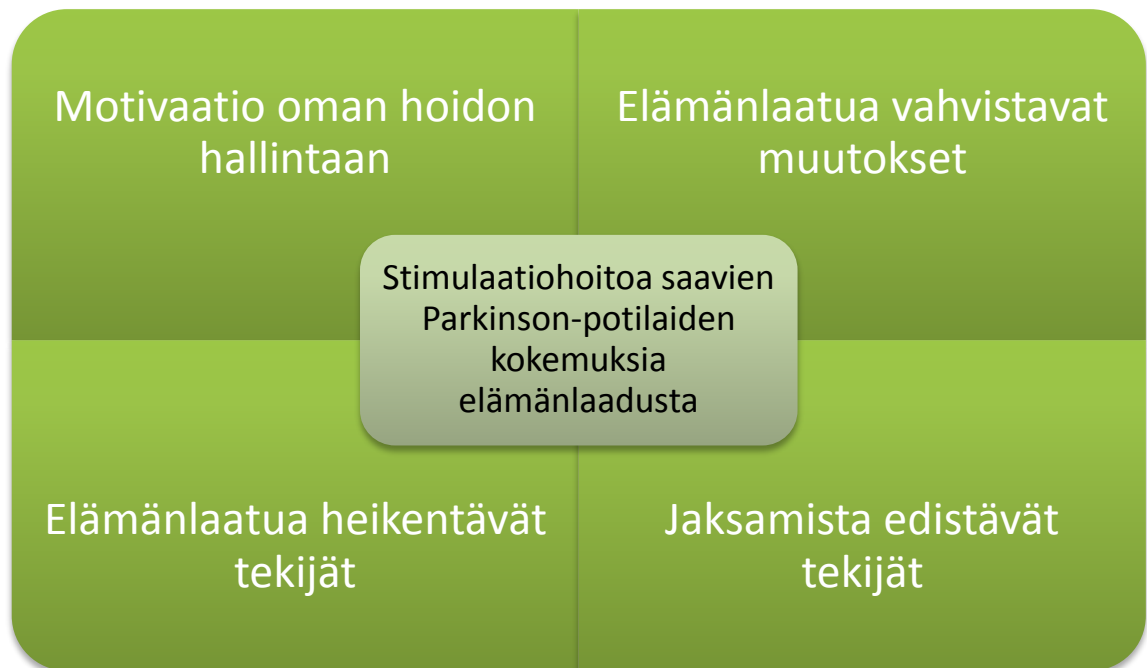 Motivaatio oman hoidon
hallintaan
Elämänlaatua vahvistavat
muutokset
Stimulaatiohoitoa saavien
Parkinson-potilaiden
kokemuksia
elämänlaadusta
Elämänlaatua heikentävät
tekijät
Jaksamista edistävät
tekijät